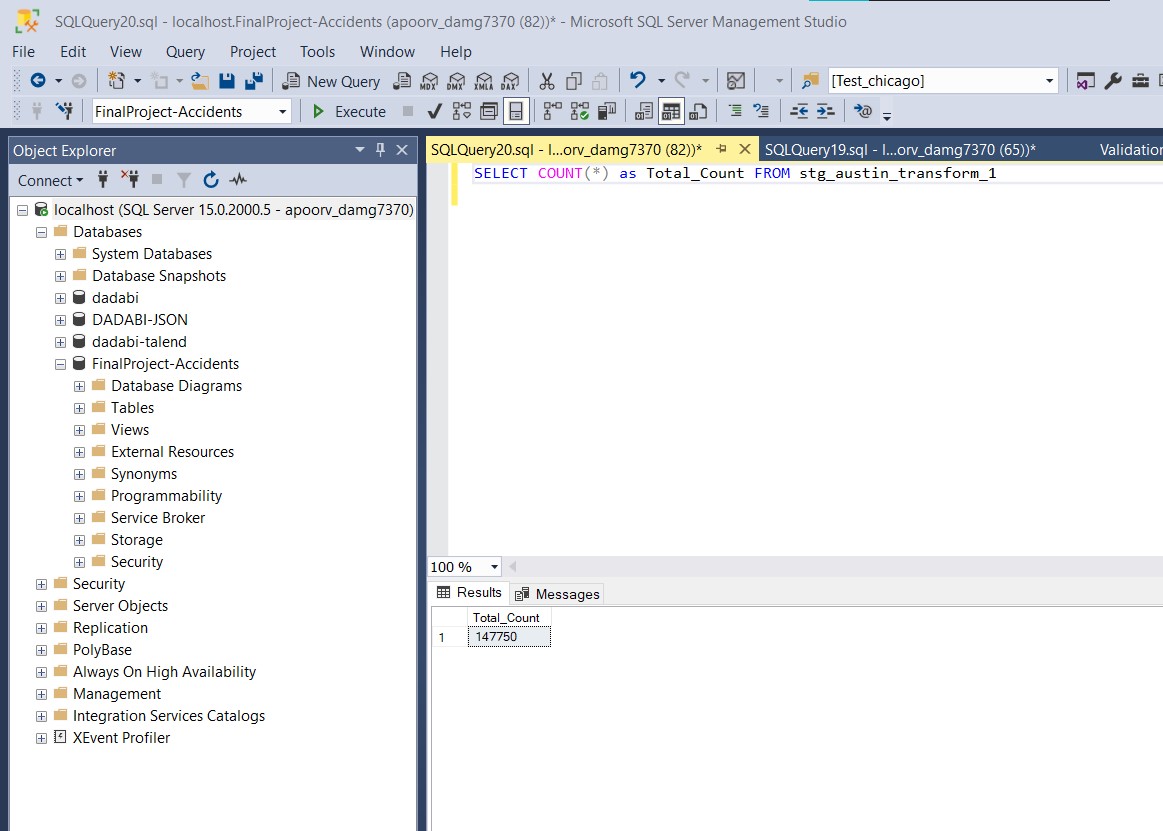 SQLQuery20.sql - localhost.FinalProject-Accidents (apoorv_damg7370 (82))* - Microsoft SQL Server Management Studio
File Edit View Query Project Tools Window Help
New Query MDX DMX XMLA DAX [Test_chicago]
FinalProject-Accidents Execute
Object Explorer
Connect
localhost (SQL Server 15.0.2000.5 - apoorv_damg7370)
Databases
System Databases
Database Snapshots
dadabi
DADABI-JSON
dadabi-talend
FinalProject-Accidents
Database Diagrams
Tables
Views
External Resources
Synonyms
Programmability
Service Broker
Storage
Security
Security
Server Objects
Replication
PolyBase
Always On High Availability
Management
Integration Services Catalogs
XEvent Profiler
SQLQuery20.sql - l...orv_damg7370 (82))* SQLQuery19.sql - l...orv_damg7370 (65))* Validation
SELECT COUNT(*) as Total_Count FROM stg_austin_transform_1
100 %
Results Messages
Total_Count
1 147750